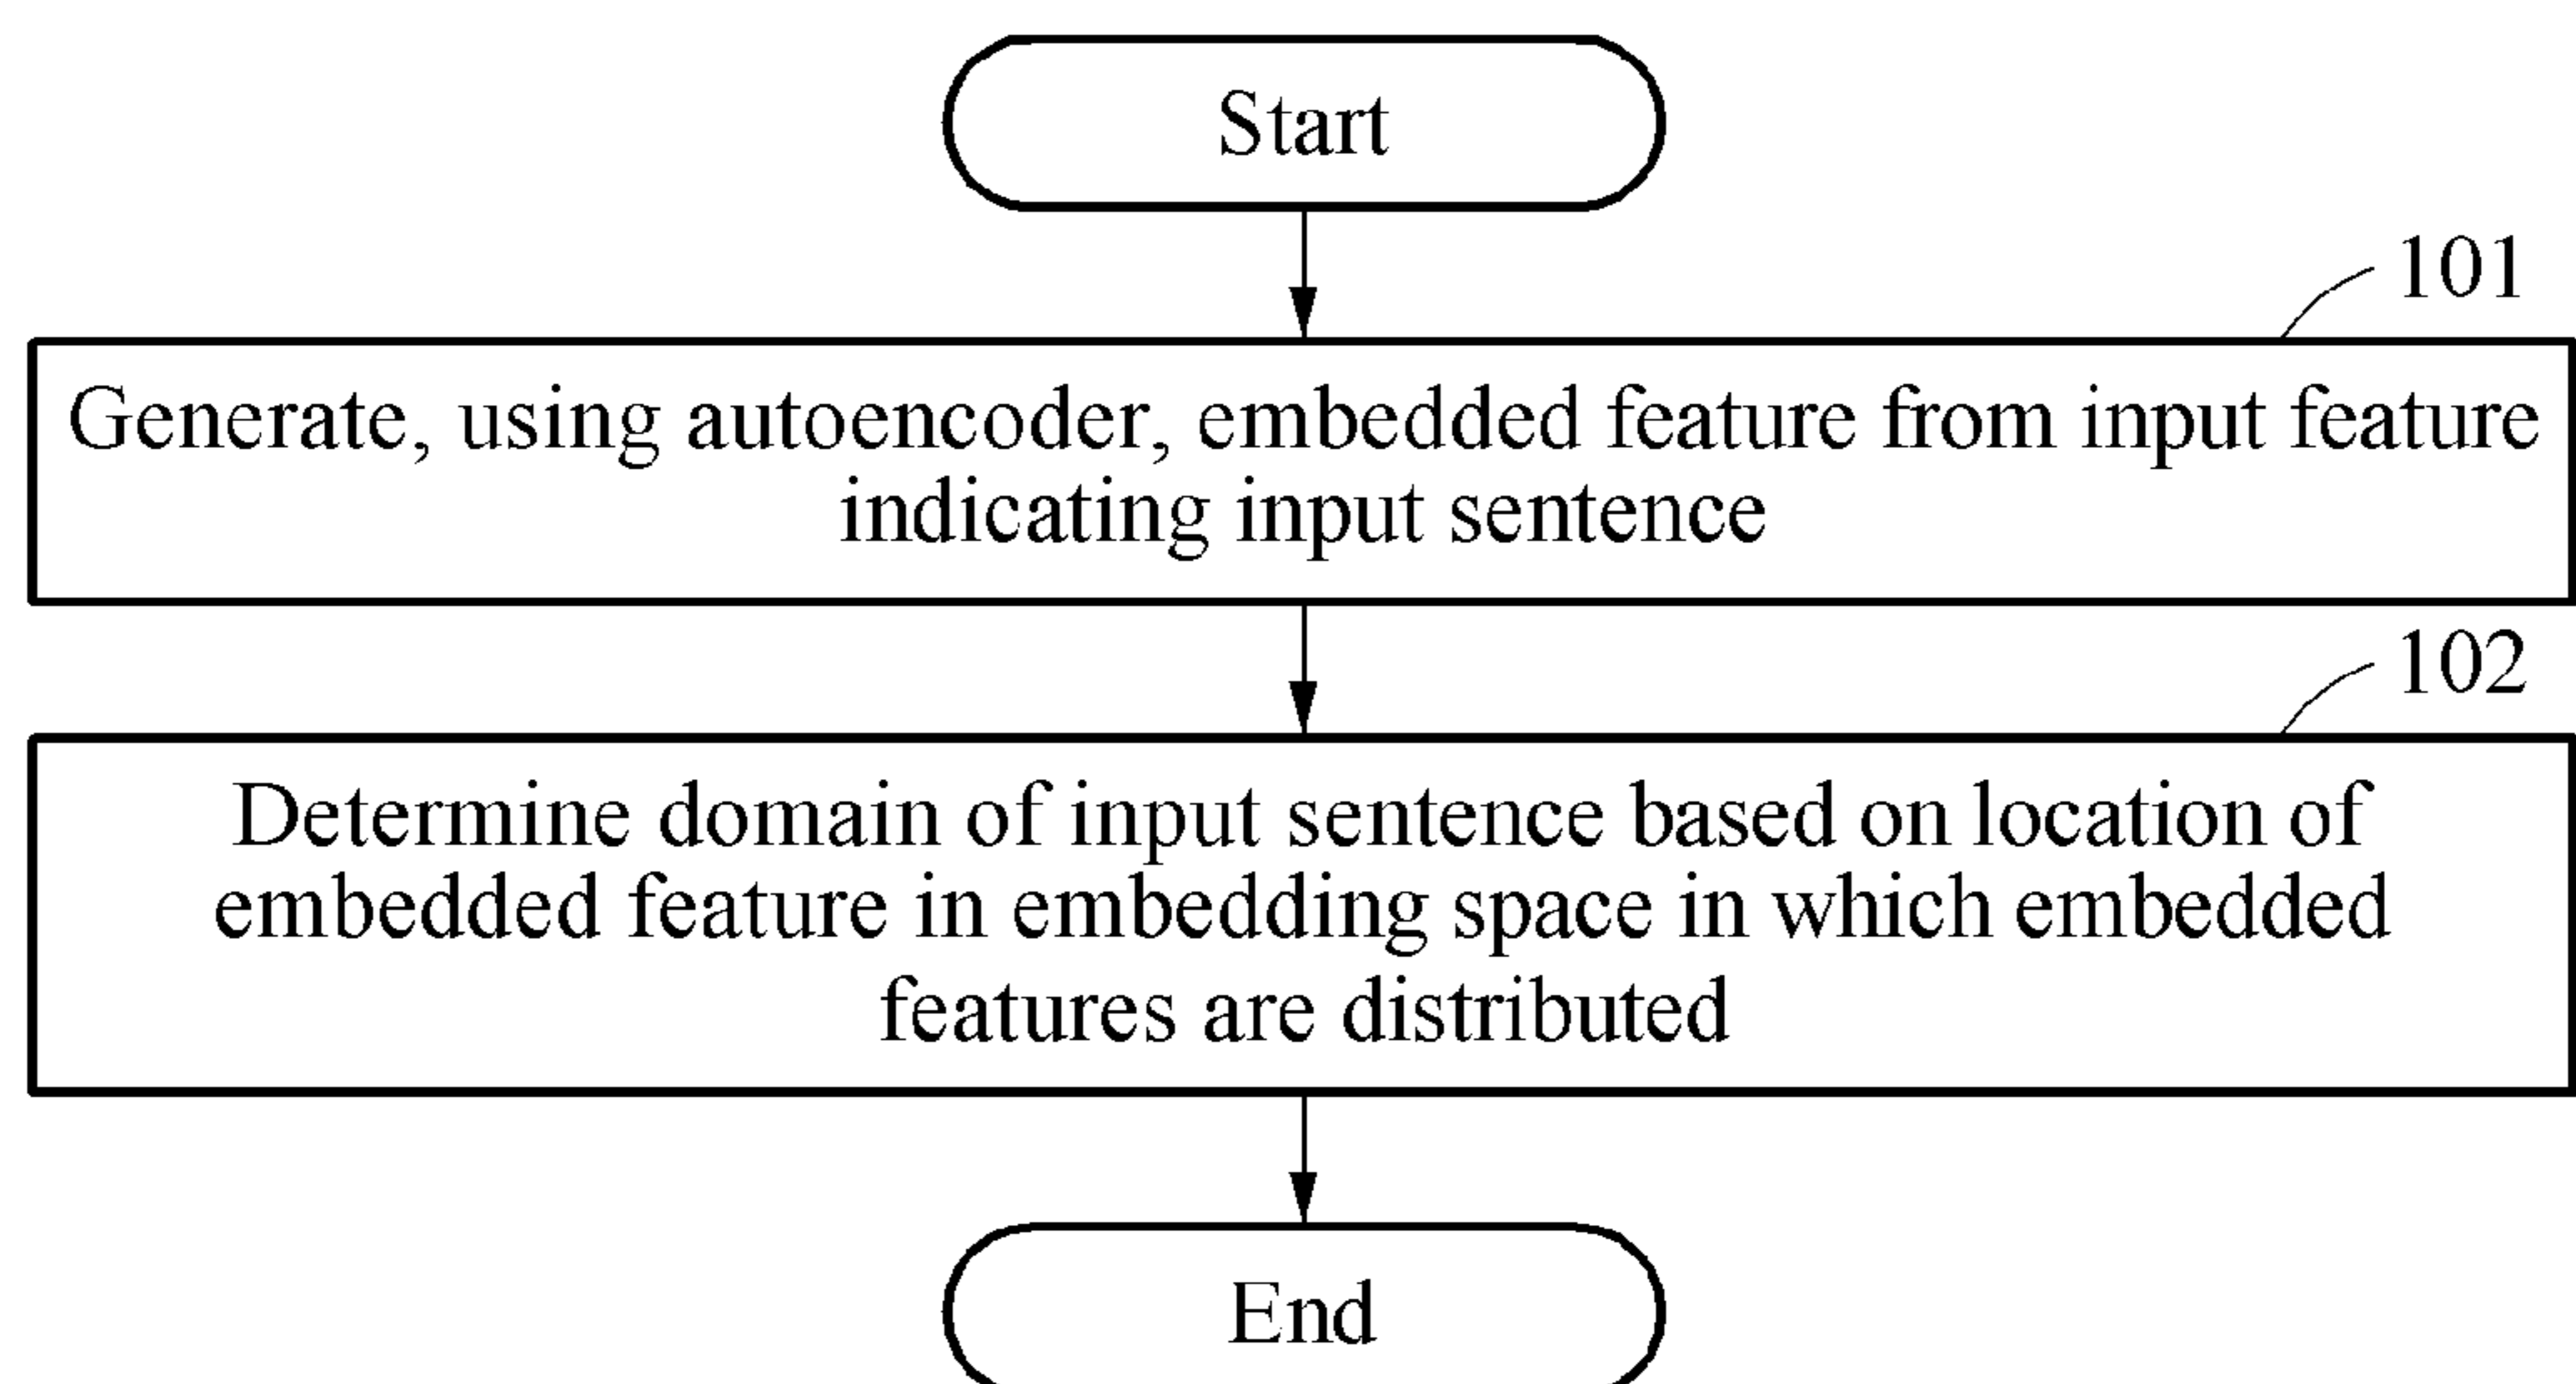 Start
101
Generate, using autoencoder, embedded feature from input feature
indicating input sentence
102
Determine domain of input sentence based on location of
embedded feature in embedding space in which embedded
features are distributed
End